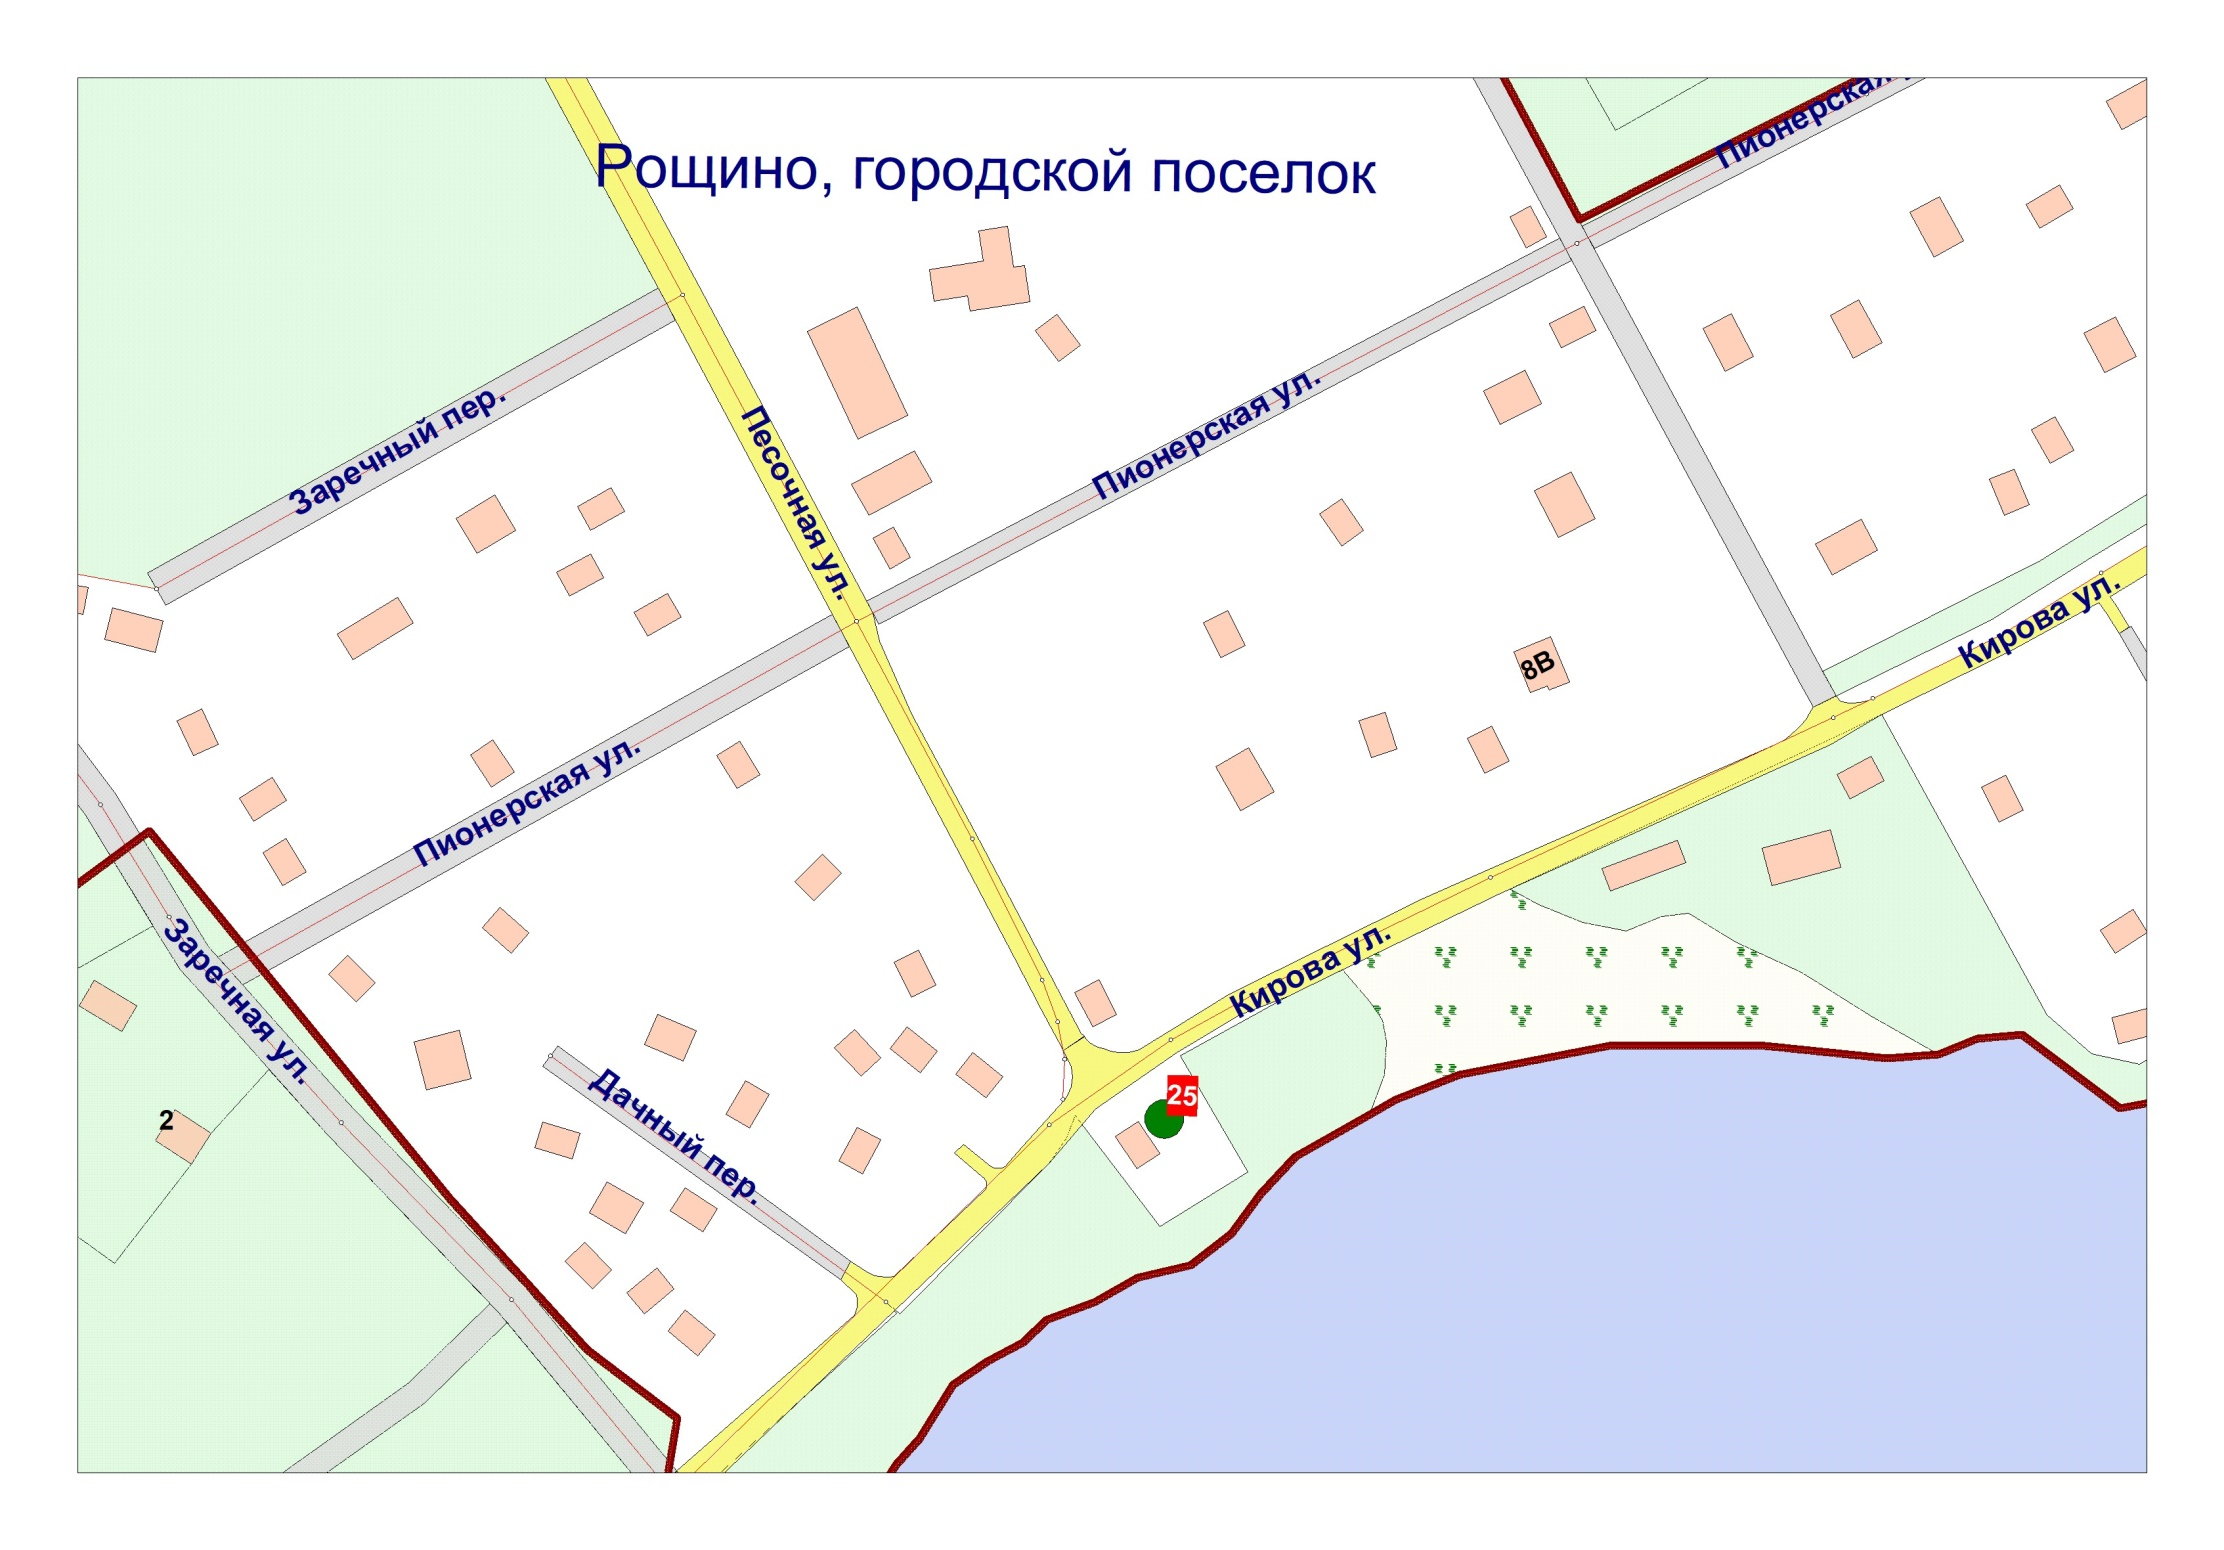 Пионерская
Рощино, городской поселок
Заречный пер.
Песочная ул.
Пионерская ул.
Кирова ул.
8В
Пионерская ул.
Заречная ул.
Кирова ул.
Дачный пер.
25
2